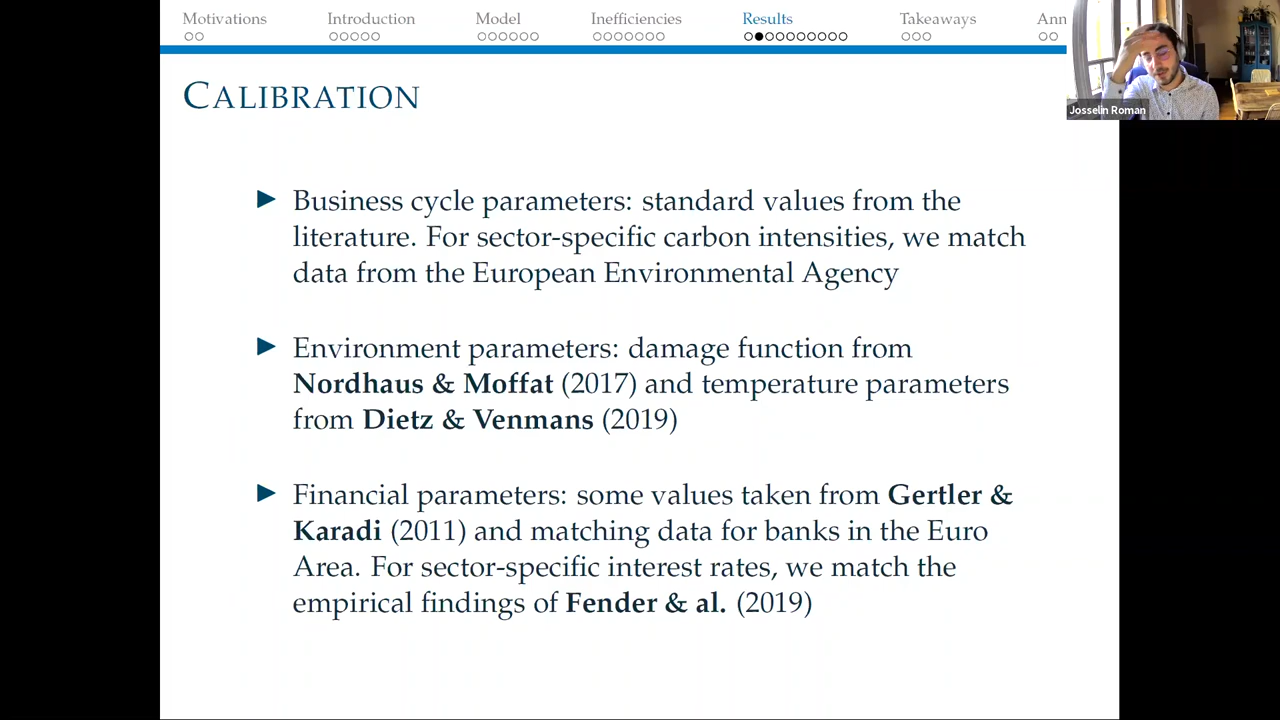 Motivations Introduction Model Inefficiencies Results Takeaways Ann
Josselin Roman
CALIBRATION
Business cycle parameters: standard values from the
literature. For sector-specific carbon intensities, we match
data from the European Environmental Agency
Environment parameters: damage function from
Nordhaus & Moffat (2017) and temperature parameters
from Dietz & Venmans (2019)
Financial parameters: some values taken from Gertler &
Karadi (2011) and matching data for banks in the Euro
Area. For sector-specific interest rates, we match the
empirical findings of Fender & al. (2019)